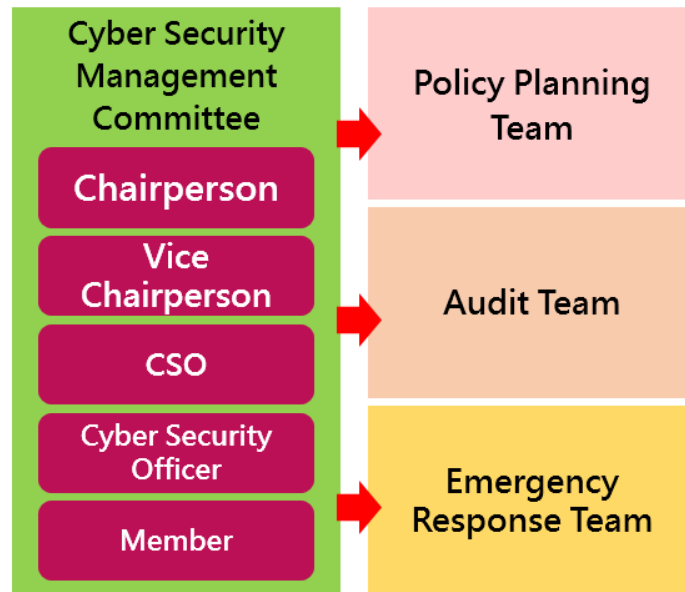 Cyber Security
Management
Committee
Chairperson
Vice
Chairperson
CSO
Cyber Security
Officer
Member
Policy Planning
Team
Audit Team
Emergency
Response Team